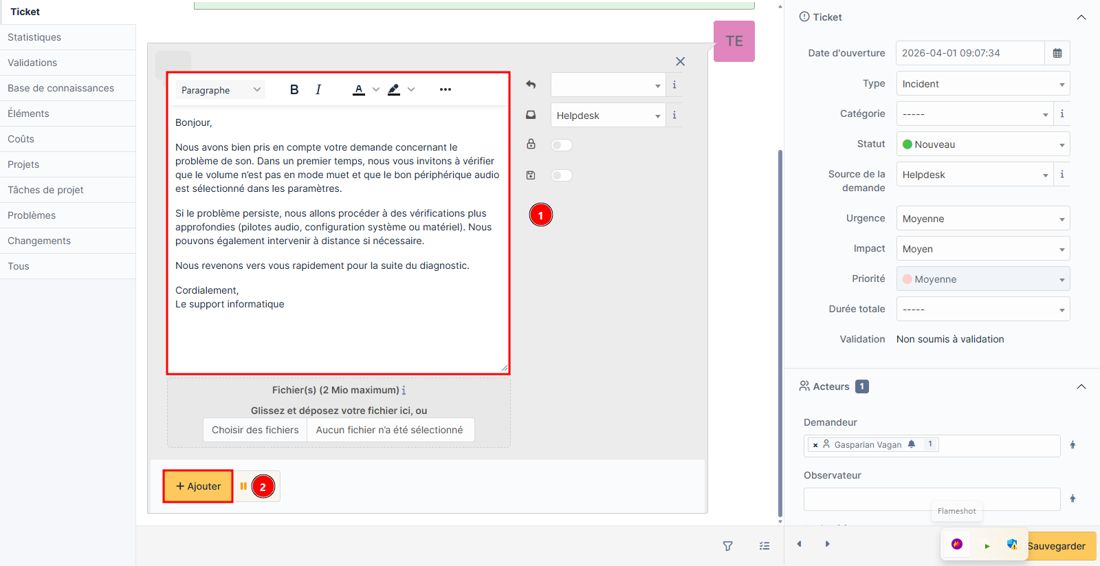 Ticket
Statistiques
Validations
Base de connaissances
Éléments
Coûts
Projets
Tâches de projet
Problèmes
Changements
Tous
TE
Paragraphe
B I A
Bonjour,
Nous avons bien pris en compte votre demande concernant le
problème de son. Dans un premier temps, nous vous invitons à vérifier
que le volume n'est pas en mode muet et que le bon périphérique audio
est sélectionné dans les paramètres.
Si le problème persiste, nous allons procéder à des vérifications plus
approfondies (pilotes audio, configuration système ou matériel). Nous
pouvons également intervenir à distance si nécessaire.
Nous revenons vers vous rapidement pour la suite du diagnostic.
Cordialement,
Le support informatique
Fichier(s) (2 Mio maximum) i
Glissez et déposez votre fichier ici, ou
Choisir des fichiers Aucun fichier n'a été sélectionné
+ Ajouter
2
i
Helpdesk i
1
Ticket
Date d'ouverture 2026-04-01 09:07:34
Type Incident
Catégorie ----- i
Statut Nouveau
Source de la
demande
Helpdesk i
Urgence Moyenne
Impact Moyen
Priorité Moyenne
Durée totale -----
Validation Non soumis à validation
Acteurs 1
Demandeur
× Gasparian Vagan 1
Observateur
Flameshot
Sauvegarder